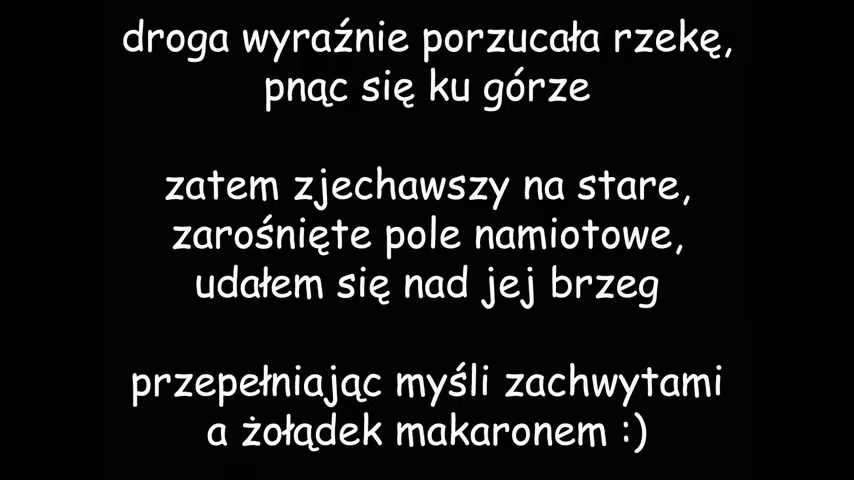 droga wyraźnie porzucała rzekę,
pnąc się ku górze
zatem zjechawszy na stare,
zarośnięte pole namiotowe,
udałem się nad jej brzeg
przepełniając myśli zachwytami
a żołądek makaronem :)